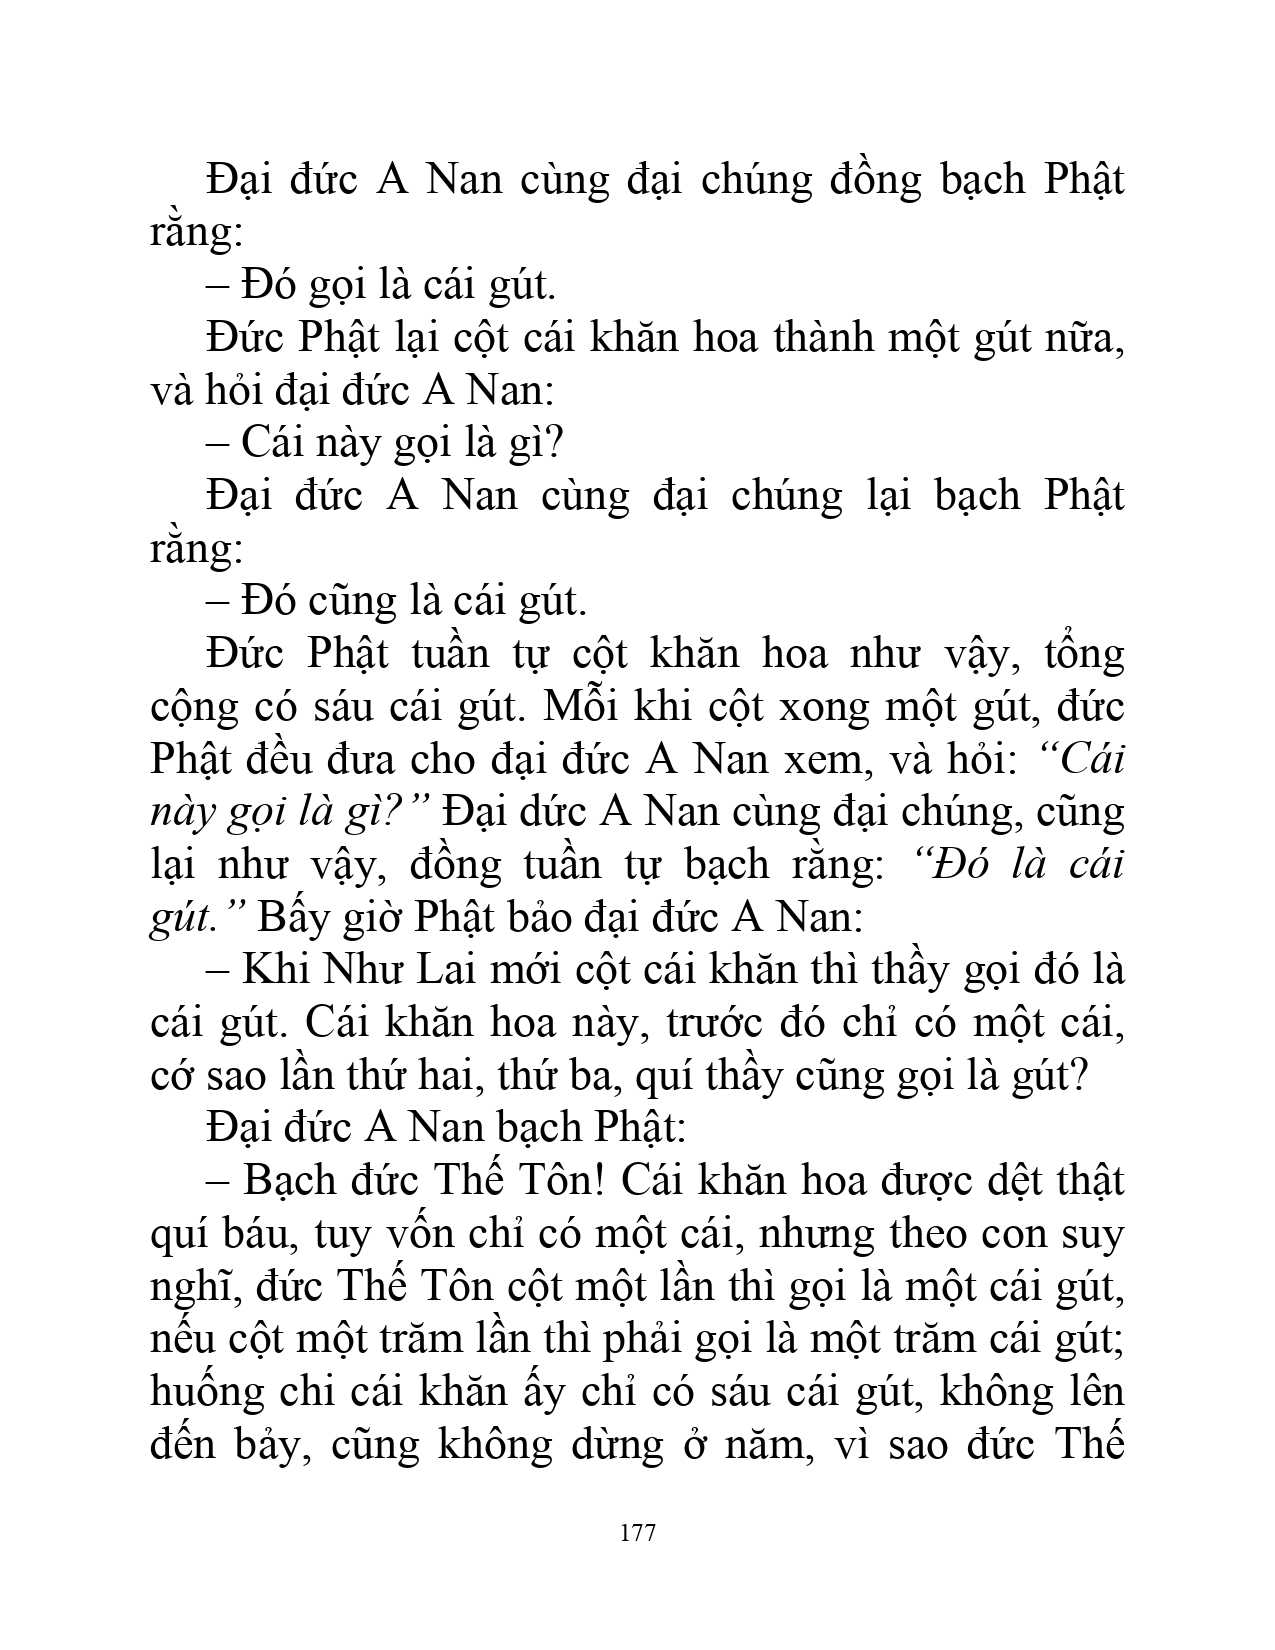 Đại đức A Nan cùng đại chúng đồng bạch Phật
rằng:
– Đó gọi là cái gút.
Đức Phật lại cột cái khăn hoa thành một gút nữa,
và hỏi đại đức A Nan:
– Cái này gọi là gì?
Đại đức A Nan cùng đại chúng lại bạch Phật
rằng:
– Đó cũng là cái gút.
Đức Phật tuần tự cột khăn hoa như vậy, tổng
cộng có sáu cái gút. Mỗi khi cột xong một gút, đức
Phật đều đưa cho đại đức A Nan xem, và hỏi: “Cái
này gọi là gì?” Đại dức A Nan cùng đại chúng, cũng
lại như vậy, đồng tuần tự bạch rằng: “Đó là cái
gút.” Bấy giờ Phật bảo đại đức A Nan:
– Khi Như Lai mới cột cái khăn thì thầy gọi đó là
cái gút. Cái khăn hoa này, trước đó chỉ có một cái,
cớ sao lần thứ hai, thứ ba, quí thầy cũng gọi là gút?
Đại đức A Nan bạch Phật:
– Bạch đức Thế Tôn! Cái khăn hoa được dệt thật
quí báu, tuy vốn chỉ có một cái, nhưng theo con suy
nghĩ, đức Thế Tôn cột một lần thì gọi là một cái gút,
nếu cột một trăm lần thì phải gọi là một trăm cái gút;
huống chi cái khăn ấy chỉ có sáu cái gút, không lên
đến bảy, cũng không dừng ở năm, vì sao đức Thế
177